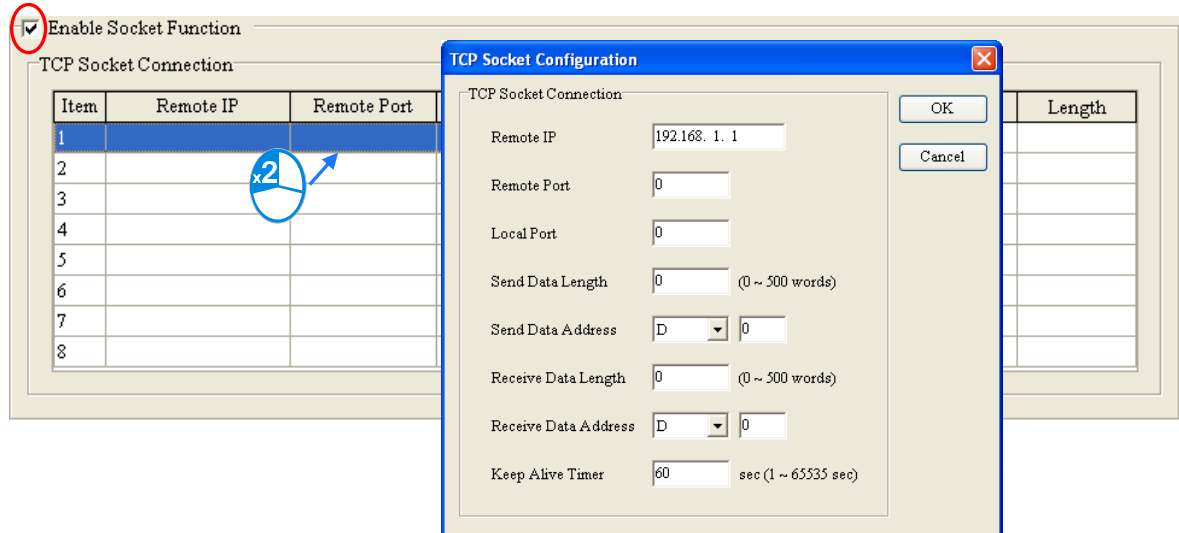 Enable Socket Function
TCP Socket Connection
Item Remote IP Remote Port Length
1
2
3
4
5
6
7
8
x2
TCP Socket Configuration
TCP Socket Connection
OK
Cancel
Remote IP 192.168. 1. 1
Remote Port 0
Local Port 0
Send Data Length 0 (0 ~ 500 words)
Send Data Address D 0
Receive Data Length 0 (0 ~ 500 words)
Receive Data Address D 0
Keep Alive Timer 60 sec (1 ~ 65535 sec)